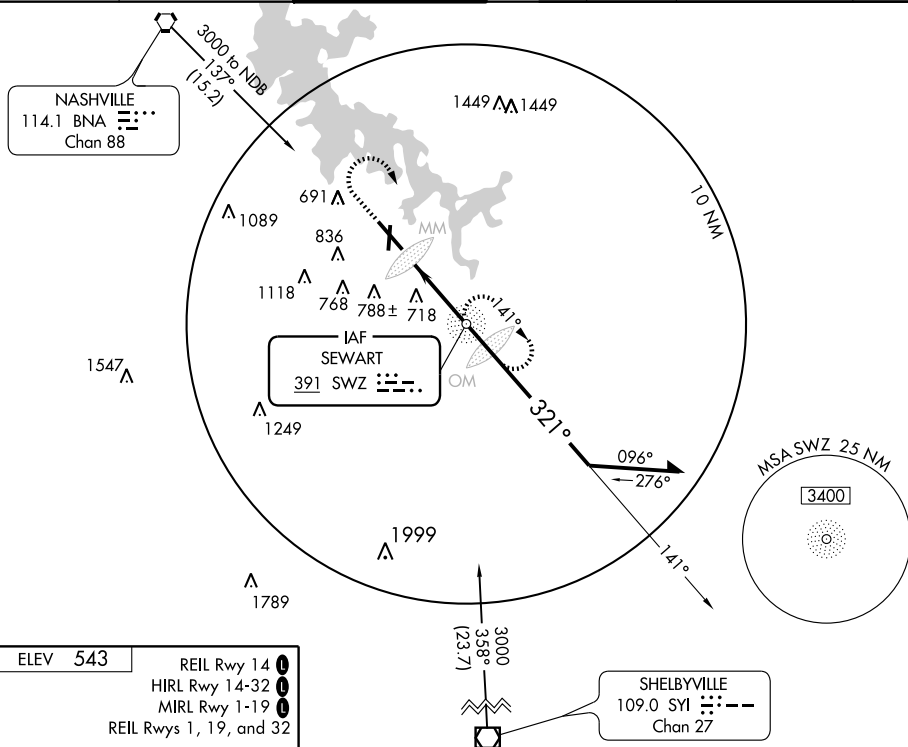 3000 to NDB
137°
(15.2)
NASHVILLE
114.1 BNA
Chan 88
1449
1449
10 NM
691
1089
MM
836
1118
768
788±
718
141°
IAF
SEWART
391 SWZ
OM
1547
1249
321°
096°
276°
MSA SWZ 25 NM
3400
141°
1999
1789
3000
358°
(23.7)
ELEV 543
REIL Rwy 14 L
HIRL Rwy 14-32 L
MIRL Rwy 1-19 L
REIL Rwys 1, 19, and 32
SHELBYVILLE
109.0 SYI
Chan 27